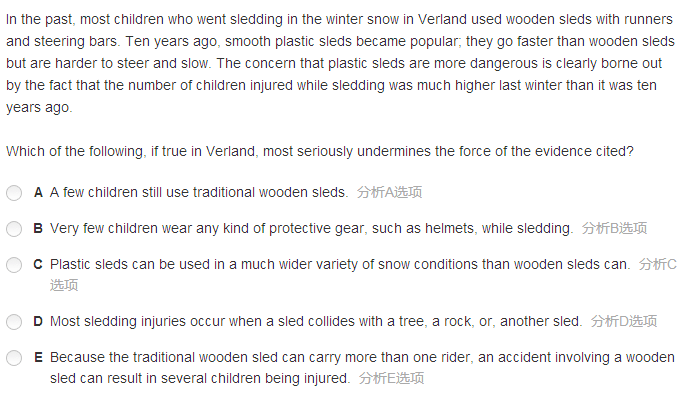 In the past, most children who went sledding in the winter snow in Verland used wooden sleds with runners
and steering bars. Ten years ago, smooth plastic sleds became popular; they go faster than wooden sleds
but are harder to steer and slow. The concern that plastic sleds are more dangerous is clearly borne out
by the fact that the number of children injured while sledding was much higher last winter than it was ten
years ago.
Which of the following, if true in Verland, most seriously undermines the force of the evidence cited?
A A few children still use traditional wooden sleds. 分析A选项
B Very few children wear any kind of protective gear, such as helmets, while sledding. 分析B选项
C Plastic sleds can be used in a much wider variety of snow conditions than wooden sleds can. 分析C
选项
D Most sledding injuries occur when a sled collides with a tree, a rock, or, another sled. 分析D选项
E Because the traditional wooden sled can carry more than one rider, an accident involving a wooden
sled can result in several children being injured. 分析E选项